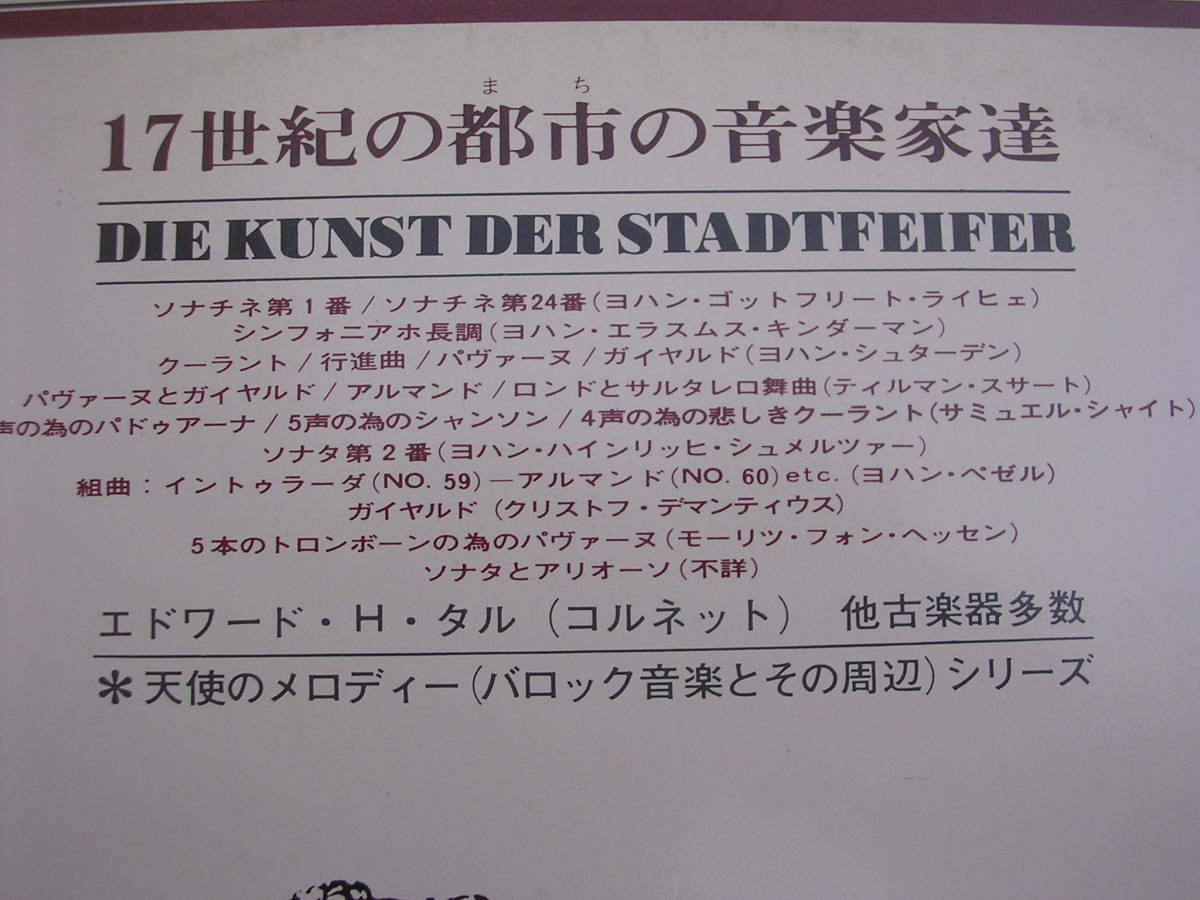 まち
17世紀の都市の音楽家達
DIE KUNST DER STADTFEIFER
ソナチネ第1番/ソナチネ第24番(ヨハン・ゴットフリート・ライヒェ)
シンフォニアホ長調(ヨハン・エラスムス・キンダーマン)
クーラント/行進曲/パヴァーヌ/ガイヤルド(ヨハン・シュターデン)
パヴァーヌとガイヤルド/アルマンド/ロンドとサルタレロ舞曲(ティルマン・スサート)
声の為のパドゥアーナ/5声の為のシャンソン/4声の為の悲しきクーラント(サミュエル・シャイト)
ソナタ第2番(ヨハン・ハインリッヒ・シュメルツァー)
組曲:イントゥラーダ(NO. 59)—アルマンド(NO. 60)etc.(ヨハン・ペゼル)
ガイヤルド(クリストフ・デマンティウス)
5本のトロンボーンの為のパヴァーヌ(モーリツ・フォン・ヘッセン)
ソナタとアリオーソ(不詳)
エドワード・H・タル(コルネット) 他古楽器多数
*天使のメロディー(バロック音楽とその周辺)シリーズ